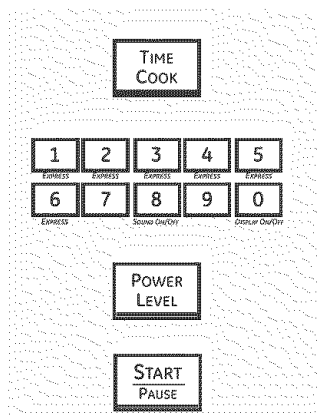 TIME
COOK
1 2 3 4 5
EXPRESS EXPRESS EXPRESS EXPRESS EXPRESS
6 7 8 9 0
EXPRESS SOUND ON/OFF DISPLAY ON/OFF
POWER
LEVEL
START
PAUSE